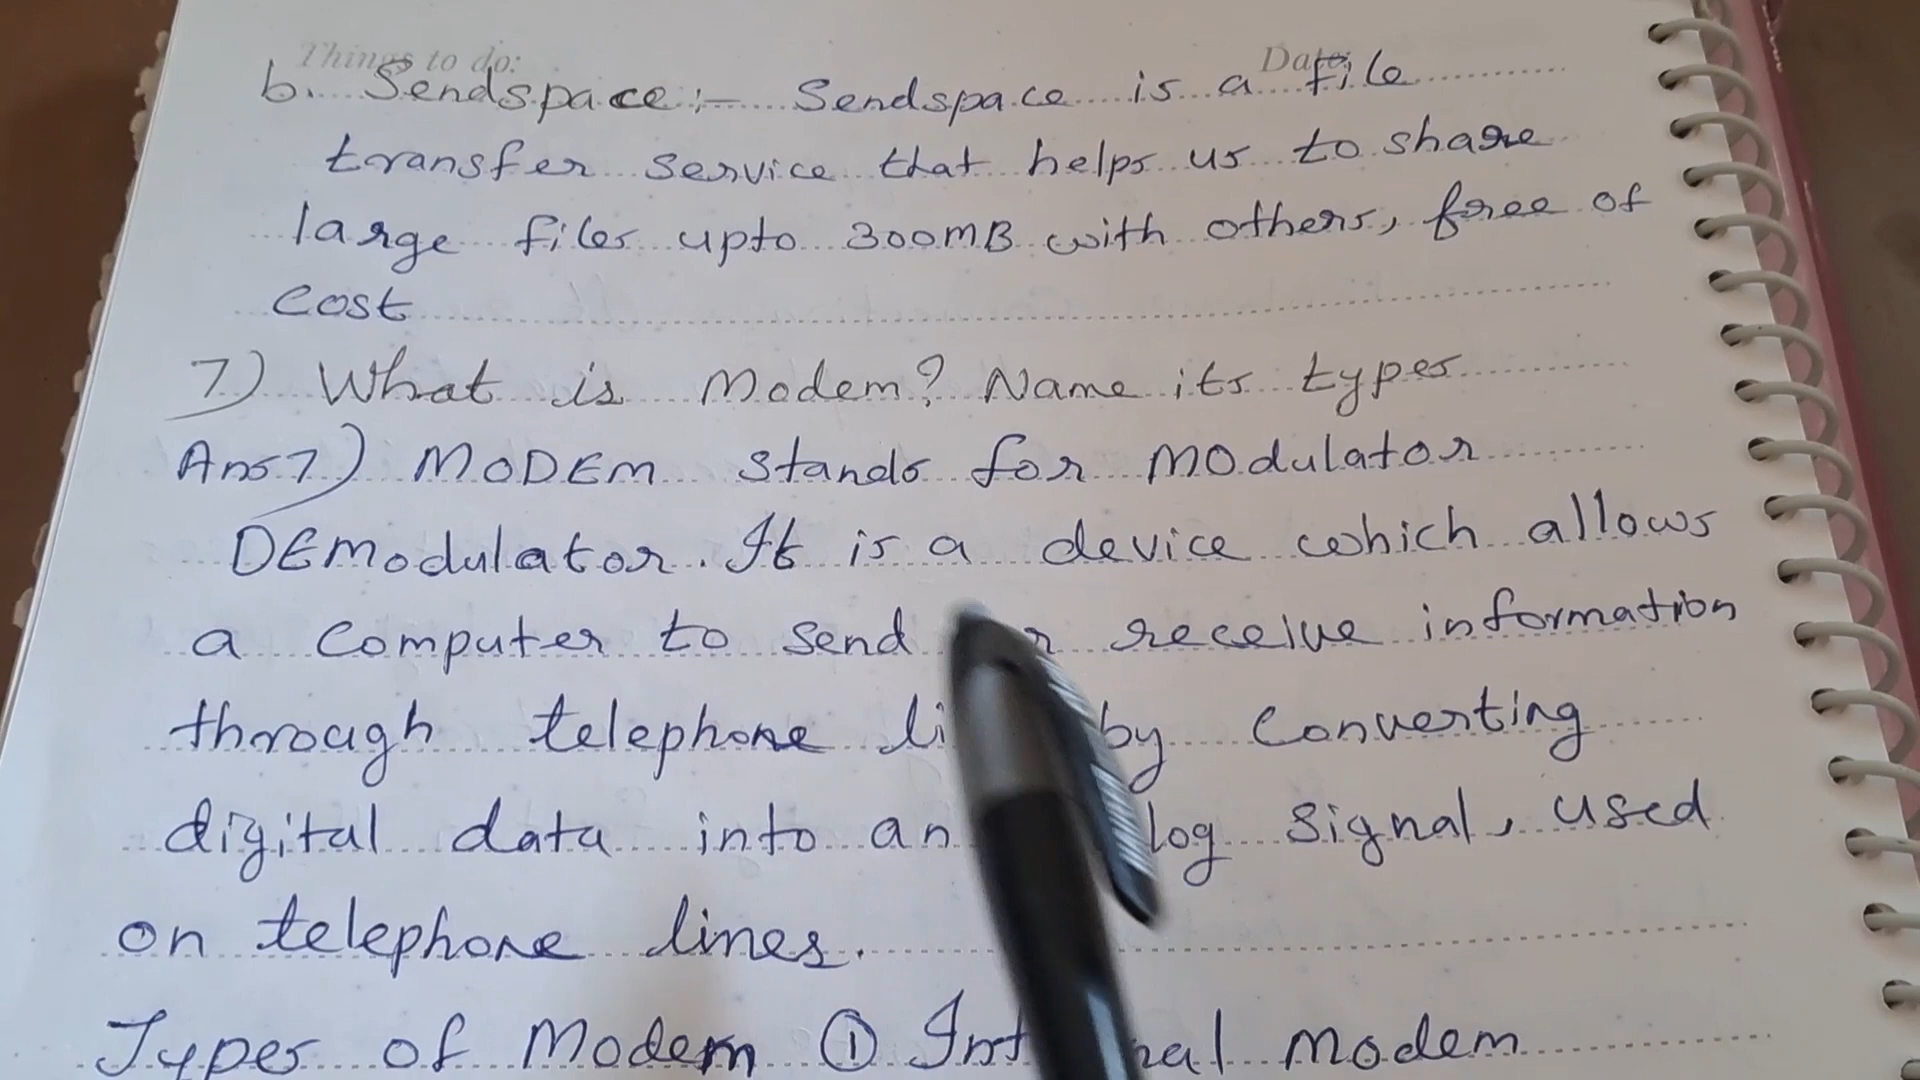 Things to do: Date:
b. Sendspace:- Sendspace is a file
transfer service that helps us to share
large files upto 300MB with others, free of
cost
7) What is Modem? Name its types
Ans 7) MODEM stands for MOdulator
DEModulator. It is a device which allows
a computer to send receive information
through telephone by converting
digital data into signal, used
on telephone lines.
Types of Modem ① modem